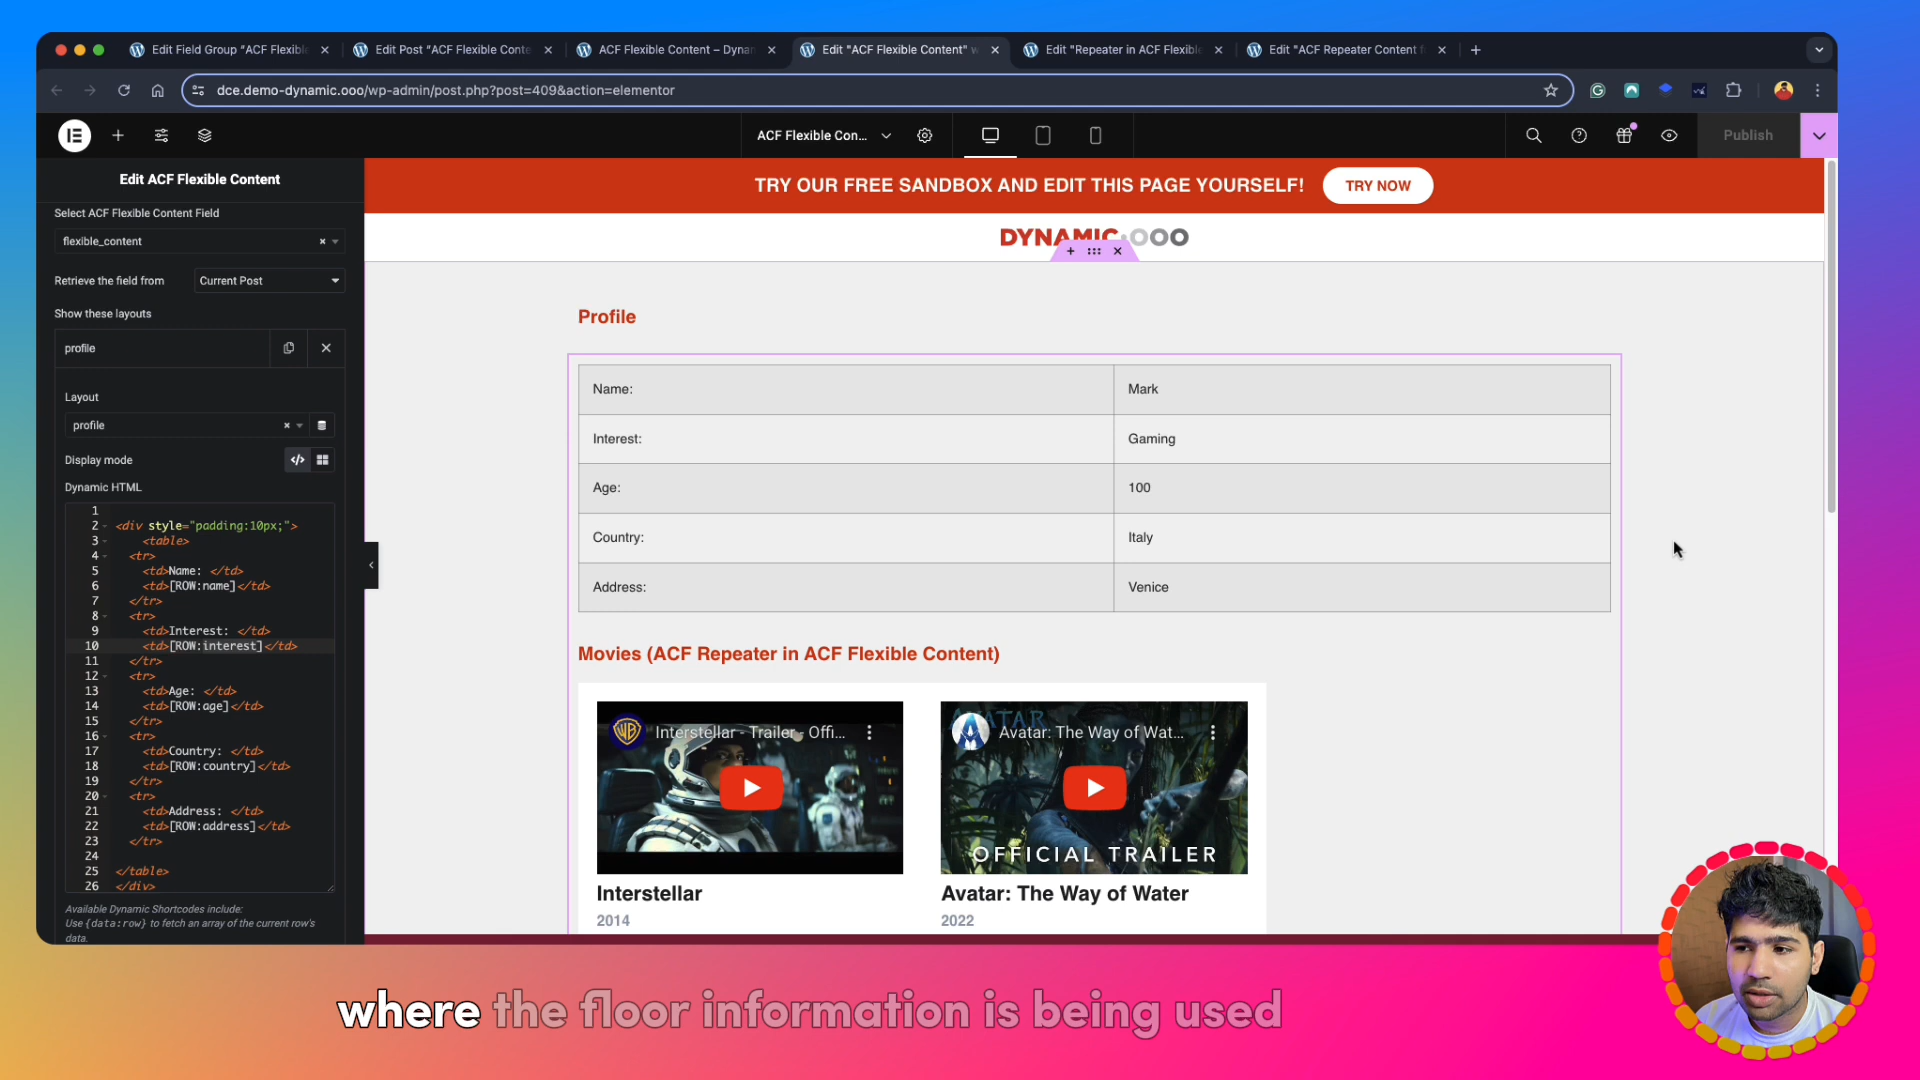 Edit Field Group “ACF Flexible
Edit Post “ACF Flexible Conte
ACF Flexible Content – Dynan
Edit "ACF Flexible Content" w
Edit "Repeater in ACF Flexible
Edit "ACF Repeater Content f
dce.demo-dynamic.ooo/wp-admin/post.php?post=409&action=elementor
ACF Flexible Con...
Publish
Edit ACF Flexible Content
Select ACF Flexible Content Field
flexible_content
Retrieve the field from
Current Post
Show these layouts
profile
Layout
profile
Display mode
Dynamic HTML
1
2 <div style="padding:10px;">
3 <table>
4 <tr>
5 <td>Name: </td>
6 <td>[ROW:name]</td>
7 </tr>
8 <tr>
9 <td>Interest: </td>
10 <td>[ROW:interest]</td>
11 </tr>
12 <tr>
13 <td>Age: </td>
14 <td>[ROW:age]</td>
15 </tr>
16 <tr>
17 <td>Country: </td>
18 <td>[ROW:country]</td>
19 </tr>
20 <tr>
21 <td>Address: </td>
22 <td>[ROW:address]</td>
23 </tr>
24
25 </table>
26 </div>
Available Dynamic Shortcodes include:
Use {data:row} to fetch an array of the current row's
data.
TRY OUR FREE SANDBOX AND EDIT THIS PAGE YOURSELF!
TRY NOW
DYNAMIC
Profile
Name: Mark
Interest: Gaming
Age: 100
Country: Italy
Address: Venice
Movies (ACF Repeater in ACF Flexible Content)
Interstellar - Trailer - Offi...
AVATAR
Avatar: The Way of Wat...
OFFICIAL TRAILER
Interstellar
2014
Avatar: The Way of Water
2022
where the floor information is being used